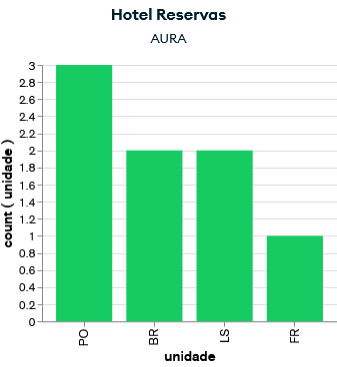 Hotel Reservas
AURA
count ( unidade )
3
2.8
2.6
2.4
2.2
2
1.8
1.6
1.4
1.2
1
0.8
0.6
0.4
0.2
0
PO
BR
LS
FR
unidade